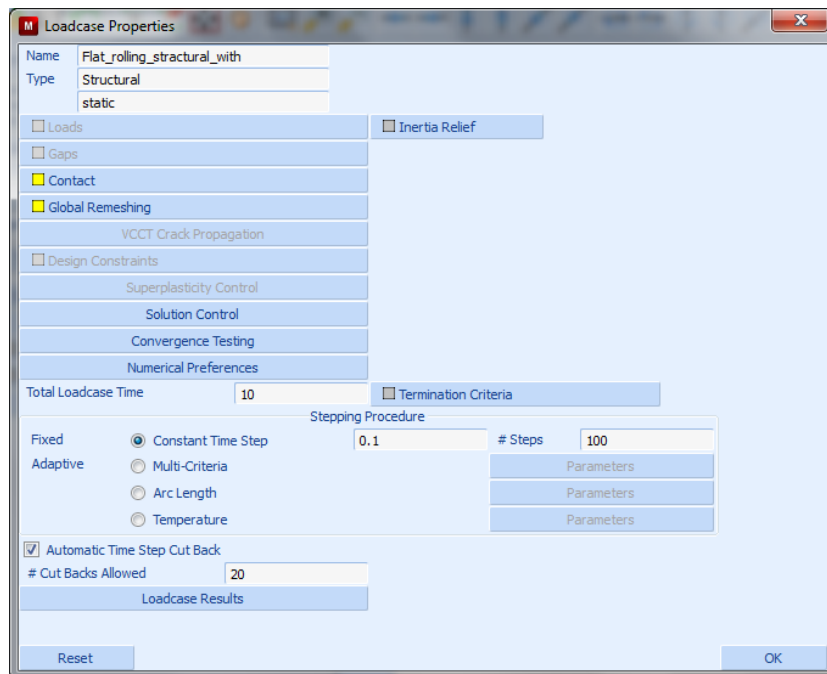 M Loadcase Properties X
Name Flat_rolling_stractural_with
Type Structural
static
Loads Inertia Relief
Gaps
Contact
Global Remeshing
VCCT Crack Propagation
Design Constraints
Superplasticity Control
Solution Control
Convergence Testing
Numerical Preferences
Total Loadcase Time 10 Termination Criteria
Stepping Procedure
Fixed Constant Time Step 0.1 # Steps 100
Adaptive Multi-Criteria Parameters
Arc Length Parameters
Temperature Parameters
Automatic Time Step Cut Back
# Cut Backs Allowed 20
Loadcase Results
Reset OK